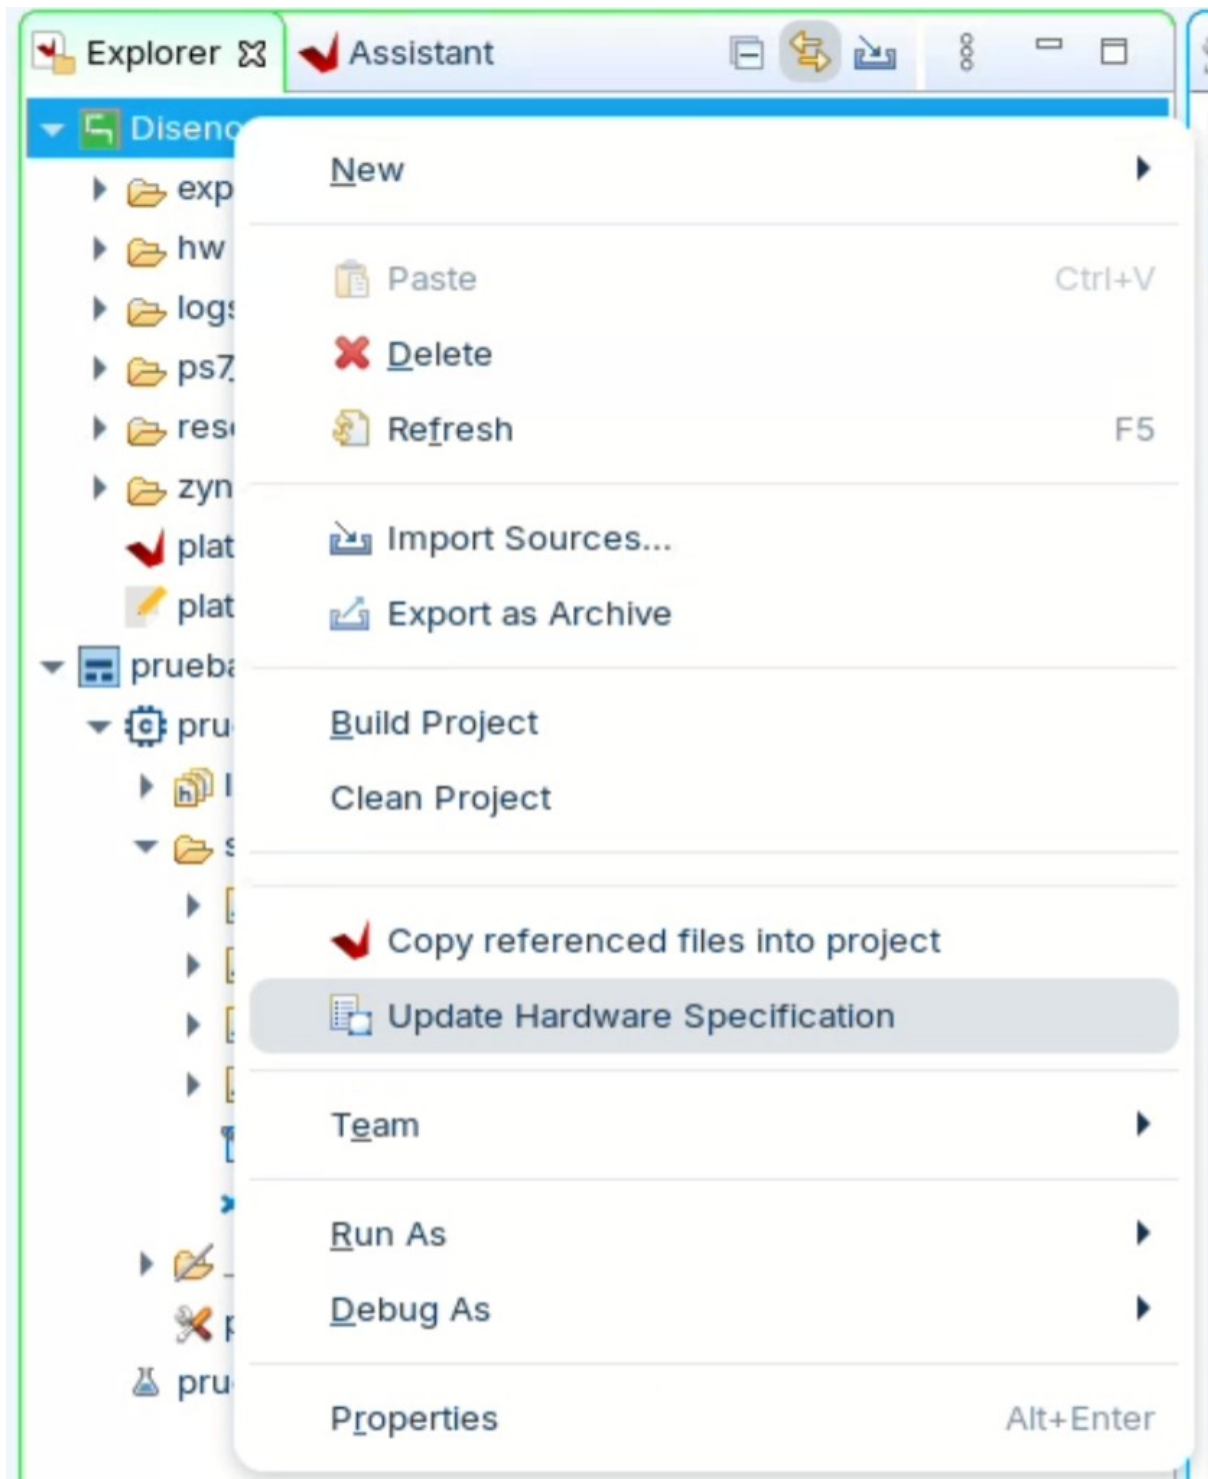 Explorer Assistant
Disenc
New
exp
hw
Paste Ctrl+V
logs
Delete
ps7_
Refresh F5
res
zyn
Import Sources...
plat
Export as Archive
plat
prueba
Build Project
pru
Clean Project
Copy referenced files into project
Update Hardware Specification
Team
Run As
Debug As
pru
Properties Alt+Enter